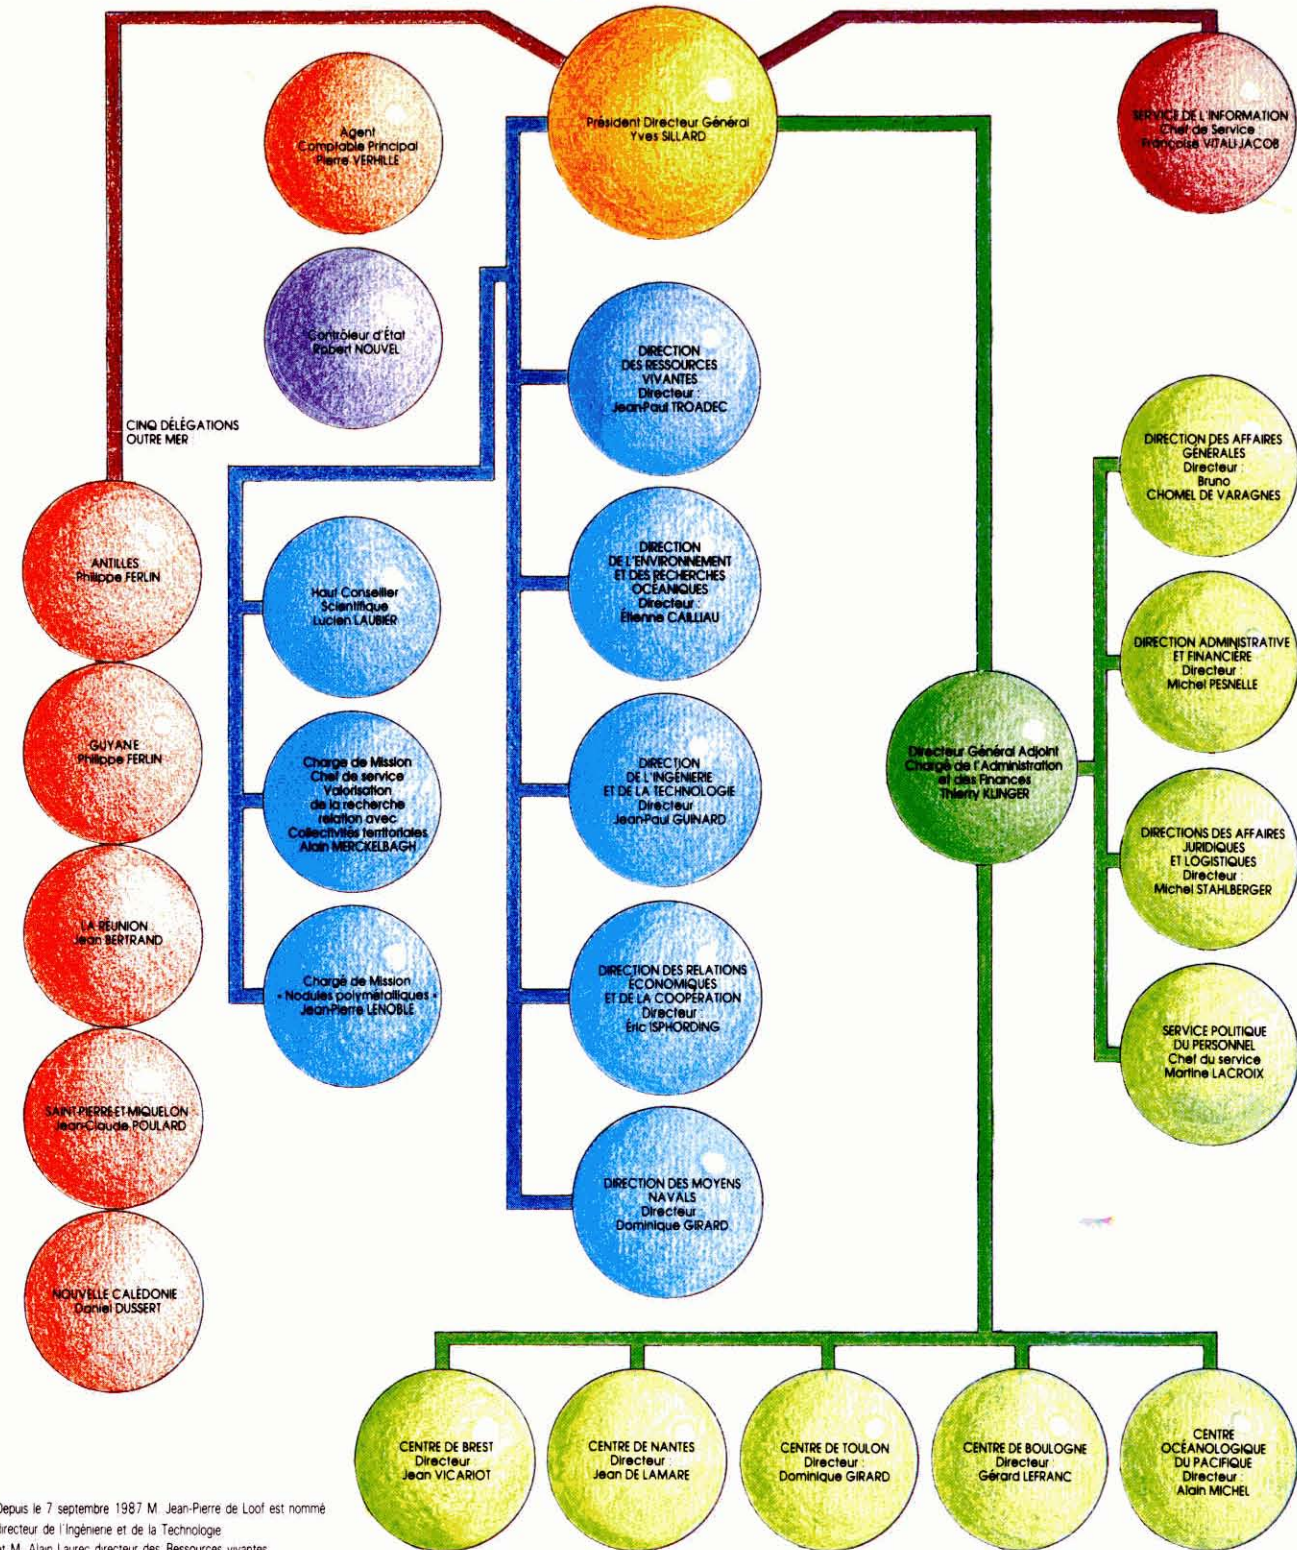 Président Directeur Général
Yves SILLARD
Agent
Comptable Principal
Pierre VERHILLE
SERVICE DE L'INFORMATION
Chef de Service :
Françoise VITALI-JACOB
Contrôleur d'État
Robert NOUVEL
CINQ DÉLÉGATIONS
OUTRE MER
ANTILLES
Philippe FERLIN
GUYANE
Philippe FERLIN
LA RÉUNION
Jean BERTRAND
SAINT-PIERRE-ET-MIQUELON
Jean-Claude POULARD
NOUVELLE CALÉDONIE
Daniel DUSSERT
Haut Conseiller
Scientifique
Lucien LAUBIER
Charge de Mission
Chef de service
Valorisation
de la recherche
relation avec
Collectivités territoriales
Alain MERCKELBAGH
Chargé de Mission
« Nodules polymétalliques »
Jean-Pierre LENOBLE
DIRECTION
DES RESSOURCES
VIVANTES
Directeur :
Jean-Paul TROADEC
DIRECTION
DE L'ENVIRONNEMENT
ET DES RECHERCHES
OCÉANIQUES
Directeur :
Étienne CAILLIAU
DIRECTION
DE L'INGÉNIERIE
ET DE LA TECHNOLOGIE
Directeur
Jean-Paul GUINARD
DIRECTION DES RELATIONS
ÉCONOMIQUES
ET DE LA COOPÉRATION
Directeur :
Éric ISPHORDING
DIRECTION DES MOYENS
NAVALS
Directeur
Dominique GIRARD
Directeur Général Adjoint
Chargé de l'Administration
et des Finances
Thierry KLINGER
DIRECTION DES AFFAIRES
GÉNÉRALES
Directeur :
Bruno
CHOMEL DE VARAGNES
DIRECTION ADMINISTRATIVE
ET FINANCIÈRE
Directeur :
Michel PESNELLE
DIRECTIONS DES AFFAIRES
JURIDIQUES
ET LOGISTIQUES
Directeur :
Michel STAHLBERGER
SERVICE POLITIQUE
DU PERSONNEL
Chef du service
Martine LACROIX
CENTRE DE BREST
Directeur
Jean VICARIOT
CENTRE DE NANTES
Directeur :
Jean DE LAMARE
CENTRE DE TOULON
Directeur :
Dominique GIRARD
CENTRE DE BOULOGNE
Directeur :
Gérard LEFRANC
CENTRE
OCÉANOLOGIQUE
DU PACIFIQUE
Directeur :
Alain MICHEL
Depuis le 7 septembre 1987 M. Jean-Pierre de Loof est nommé
directeur de l'Ingénierie et de la Technologie
et M. Alain Laurec directeur des Ressources vivantes